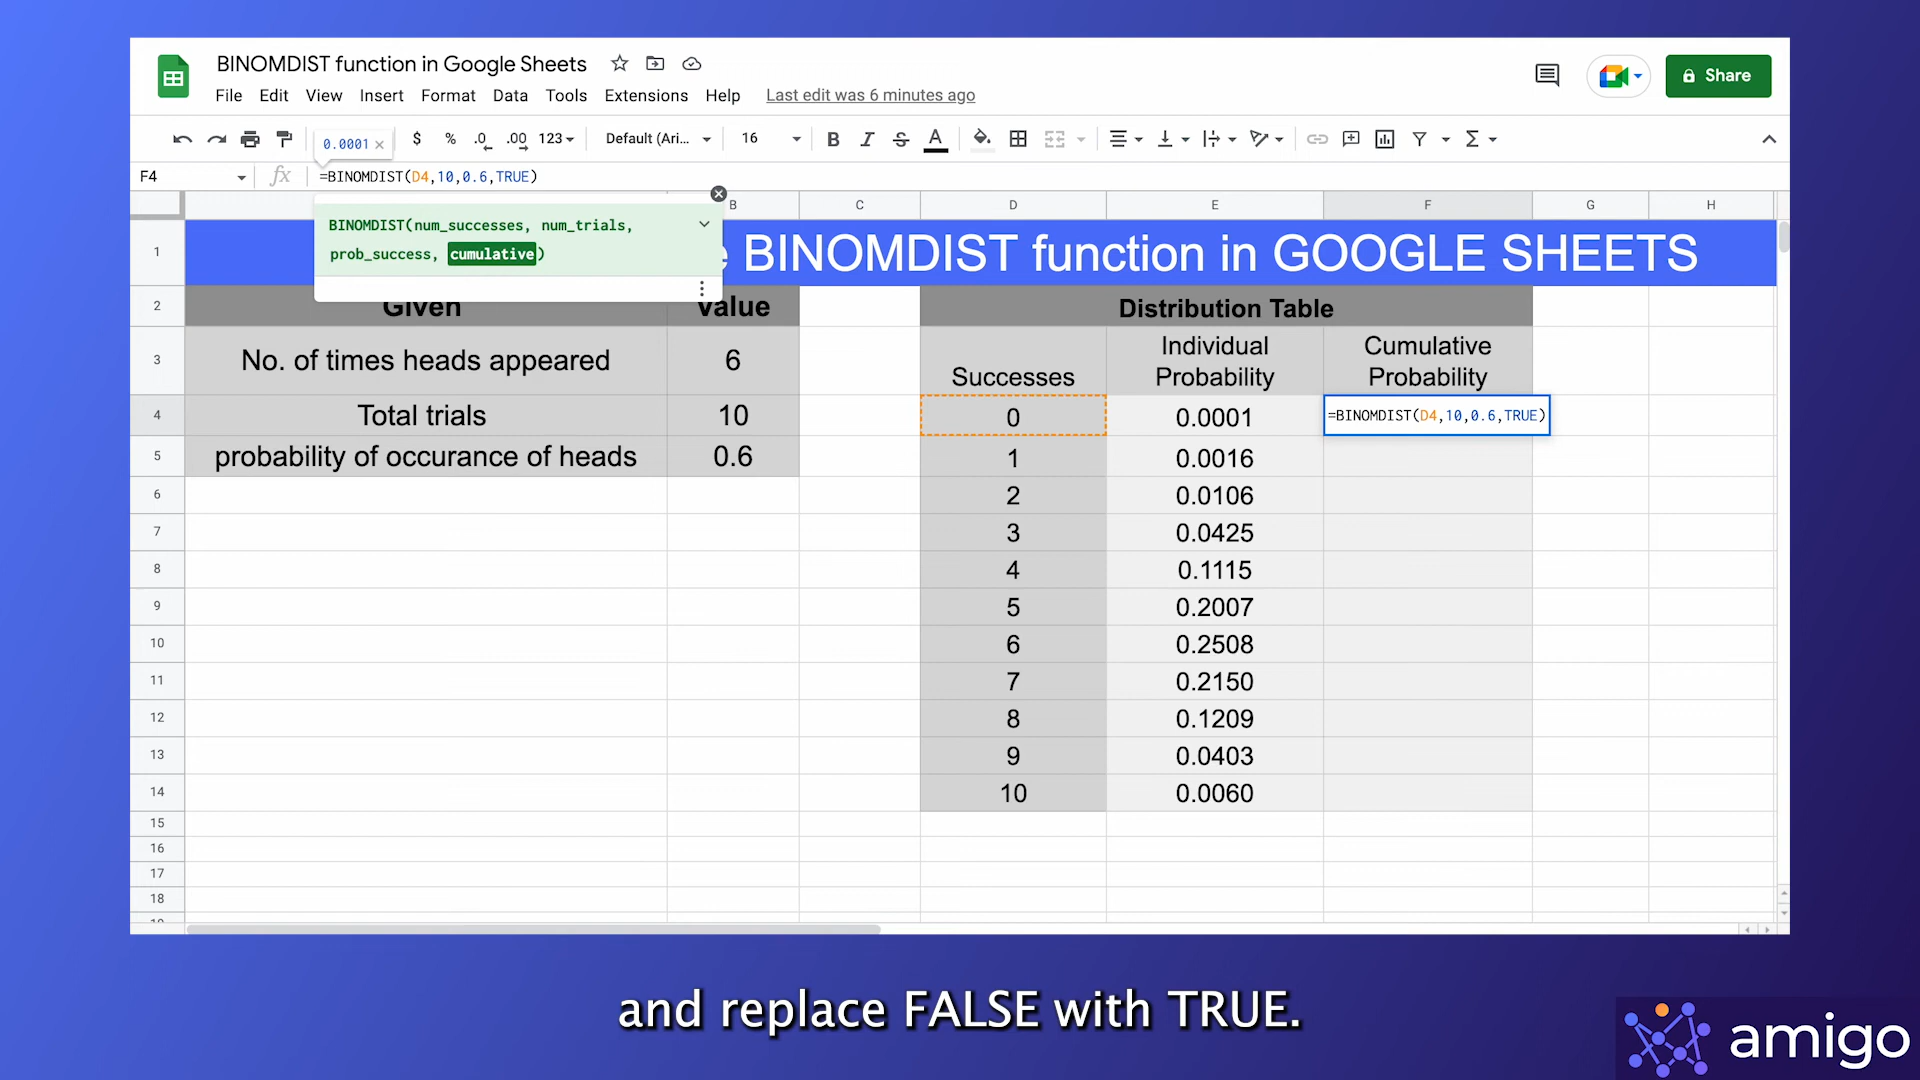 BINOMDIST function in Google Sheets
File Edit View Insert Format Data Tools Extensions Help Last edit was 6 minutes ago
Share
0.0001 ×
$ % .0 .00 123 Default (Ari... 16 B I S A
F4 fx =BINOMDIST(D4,10,0.6,TRUE)
BINOMDIST(num_successes, num_trials,
prob_success, cumulative)
B C D E F G H
1 BINOMDIST function in GOOGLE SHEETS
2 Given Value Distribution Table
3 No. of times heads appeared 6 Successes Individual Probability Cumulative Probability
4 Total trials 10 0 0.0001 =BINOMDIST(D4,10,0.6,TRUE)
5 probability of occurance of heads 0.6 1 0.0016
6 2 0.0106
7 3 0.0425
8 4 0.1115
9 5 0.2007
10 6 0.2508
11 7 0.2150
12 8 0.1209
13 9 0.0403
14 10 0.0060
15
16
17
18
and replace FALSE with TRUE.
amigo